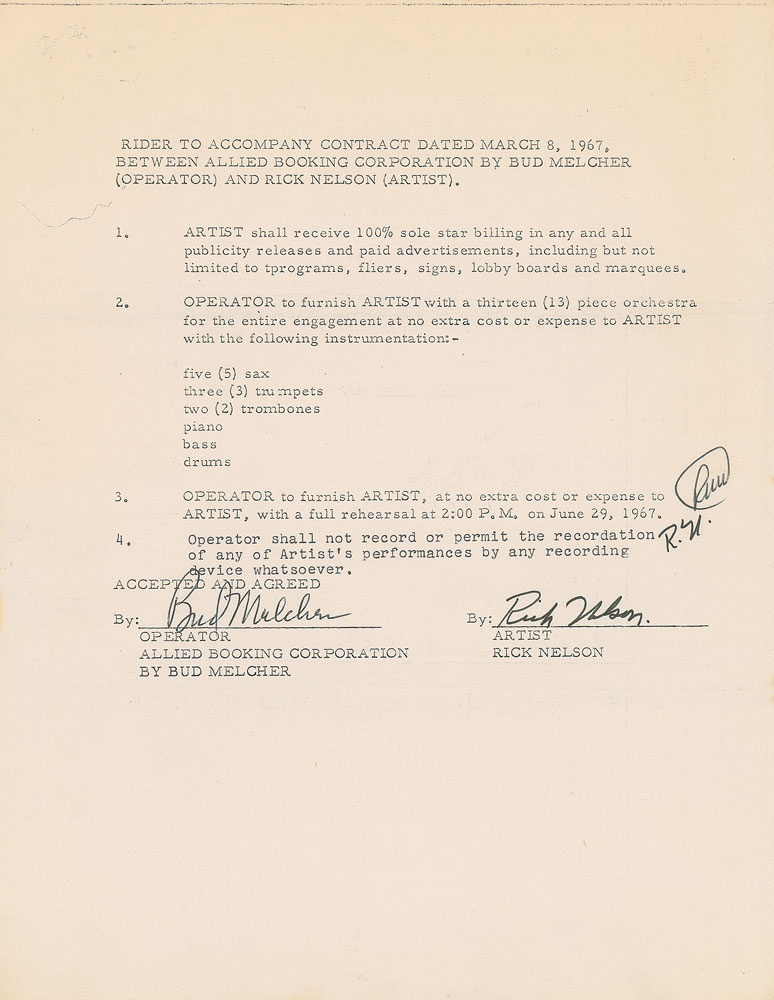 RIDER TO ACCOMPANY CONTRACT DATED MARCH 8, 1967,
BETWEEN ALLIED BOOKING CORPORATION BY BUD MELCHER
(OPERATOR) AND RICK NELSON (ARTIST).
1. ARTIST shall receive 100% sole star billing in any and all
publicity releases and paid advertisements, including but not
limited to tprograms, fliers, signs, lobby boards and marquees.
2. OPERATOR to furnish ARTIST with a thirteen (13) piece orchestra
for the entire engagement at no extra cost or expense to ARTIST
with the following instrumentation:-
five (5) sax
three (3) trumpets
two (2) trombones
piano
bass
drums
3. OPERATOR to furnish ARTIST, at no extra cost or expense to
ARTIST, with a full rehearsal at 2:00 P.M. on June 29, 1967.
4. Operator shall not record or permit the recordation
of any of Artist's performances by any recording
device whatsoever.
R.N.
ACCEPTED AND AGREED
By: Bud Melcher By: Rick Nelson.
OPERATOR ARTIST
ALLIED BOOKING CORPORATION RICK NELSON
BY BUD MELCHER